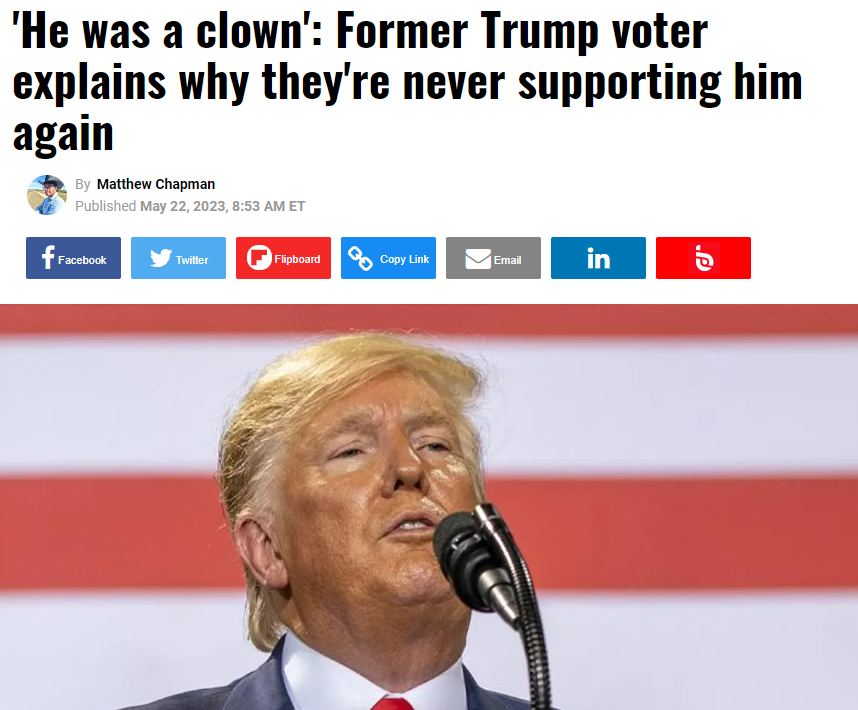 'He was a clown': Former Trump voter
explains why they're never supporting him
again
By Matthew Chapman
Published May 22, 2023, 8:53 AM ET
Facebook Twitter Flipboard Copy Link Email in